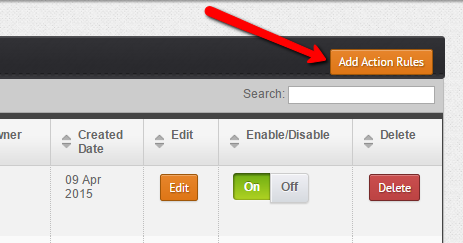 Add Action Rules
Search:
wner Created Date Edit Enable/Disable Delete
09 Apr 2015 Edit On Off Delete